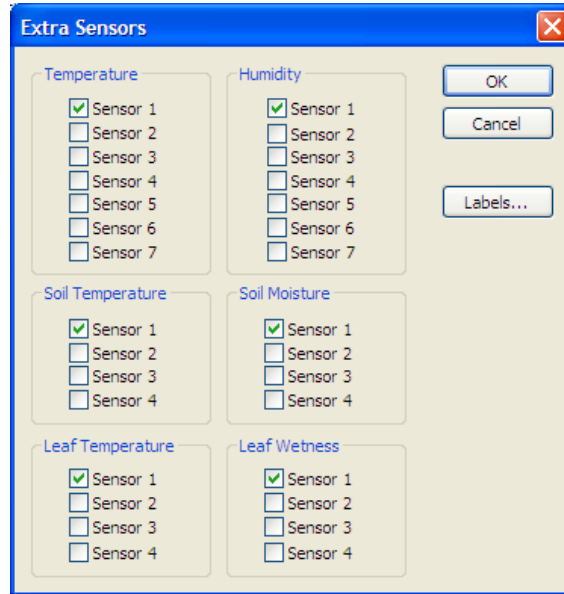 Extra Sensors
Temperature
Sensor 1
Sensor 2
Sensor 3
Sensor 4
Sensor 5
Sensor 6
Sensor 7
Humidity
Sensor 1
Sensor 2
Sensor 3
Sensor 4
Sensor 5
Sensor 6
Sensor 7
OK
Cancel
Labels...
Soil Temperature
Sensor 1
Sensor 2
Sensor 3
Sensor 4
Soil Moisture
Sensor 1
Sensor 2
Sensor 3
Sensor 4
Leaf Temperature
Sensor 1
Sensor 2
Sensor 3
Sensor 4
Leaf Wetness
Sensor 1
Sensor 2
Sensor 3
Sensor 4